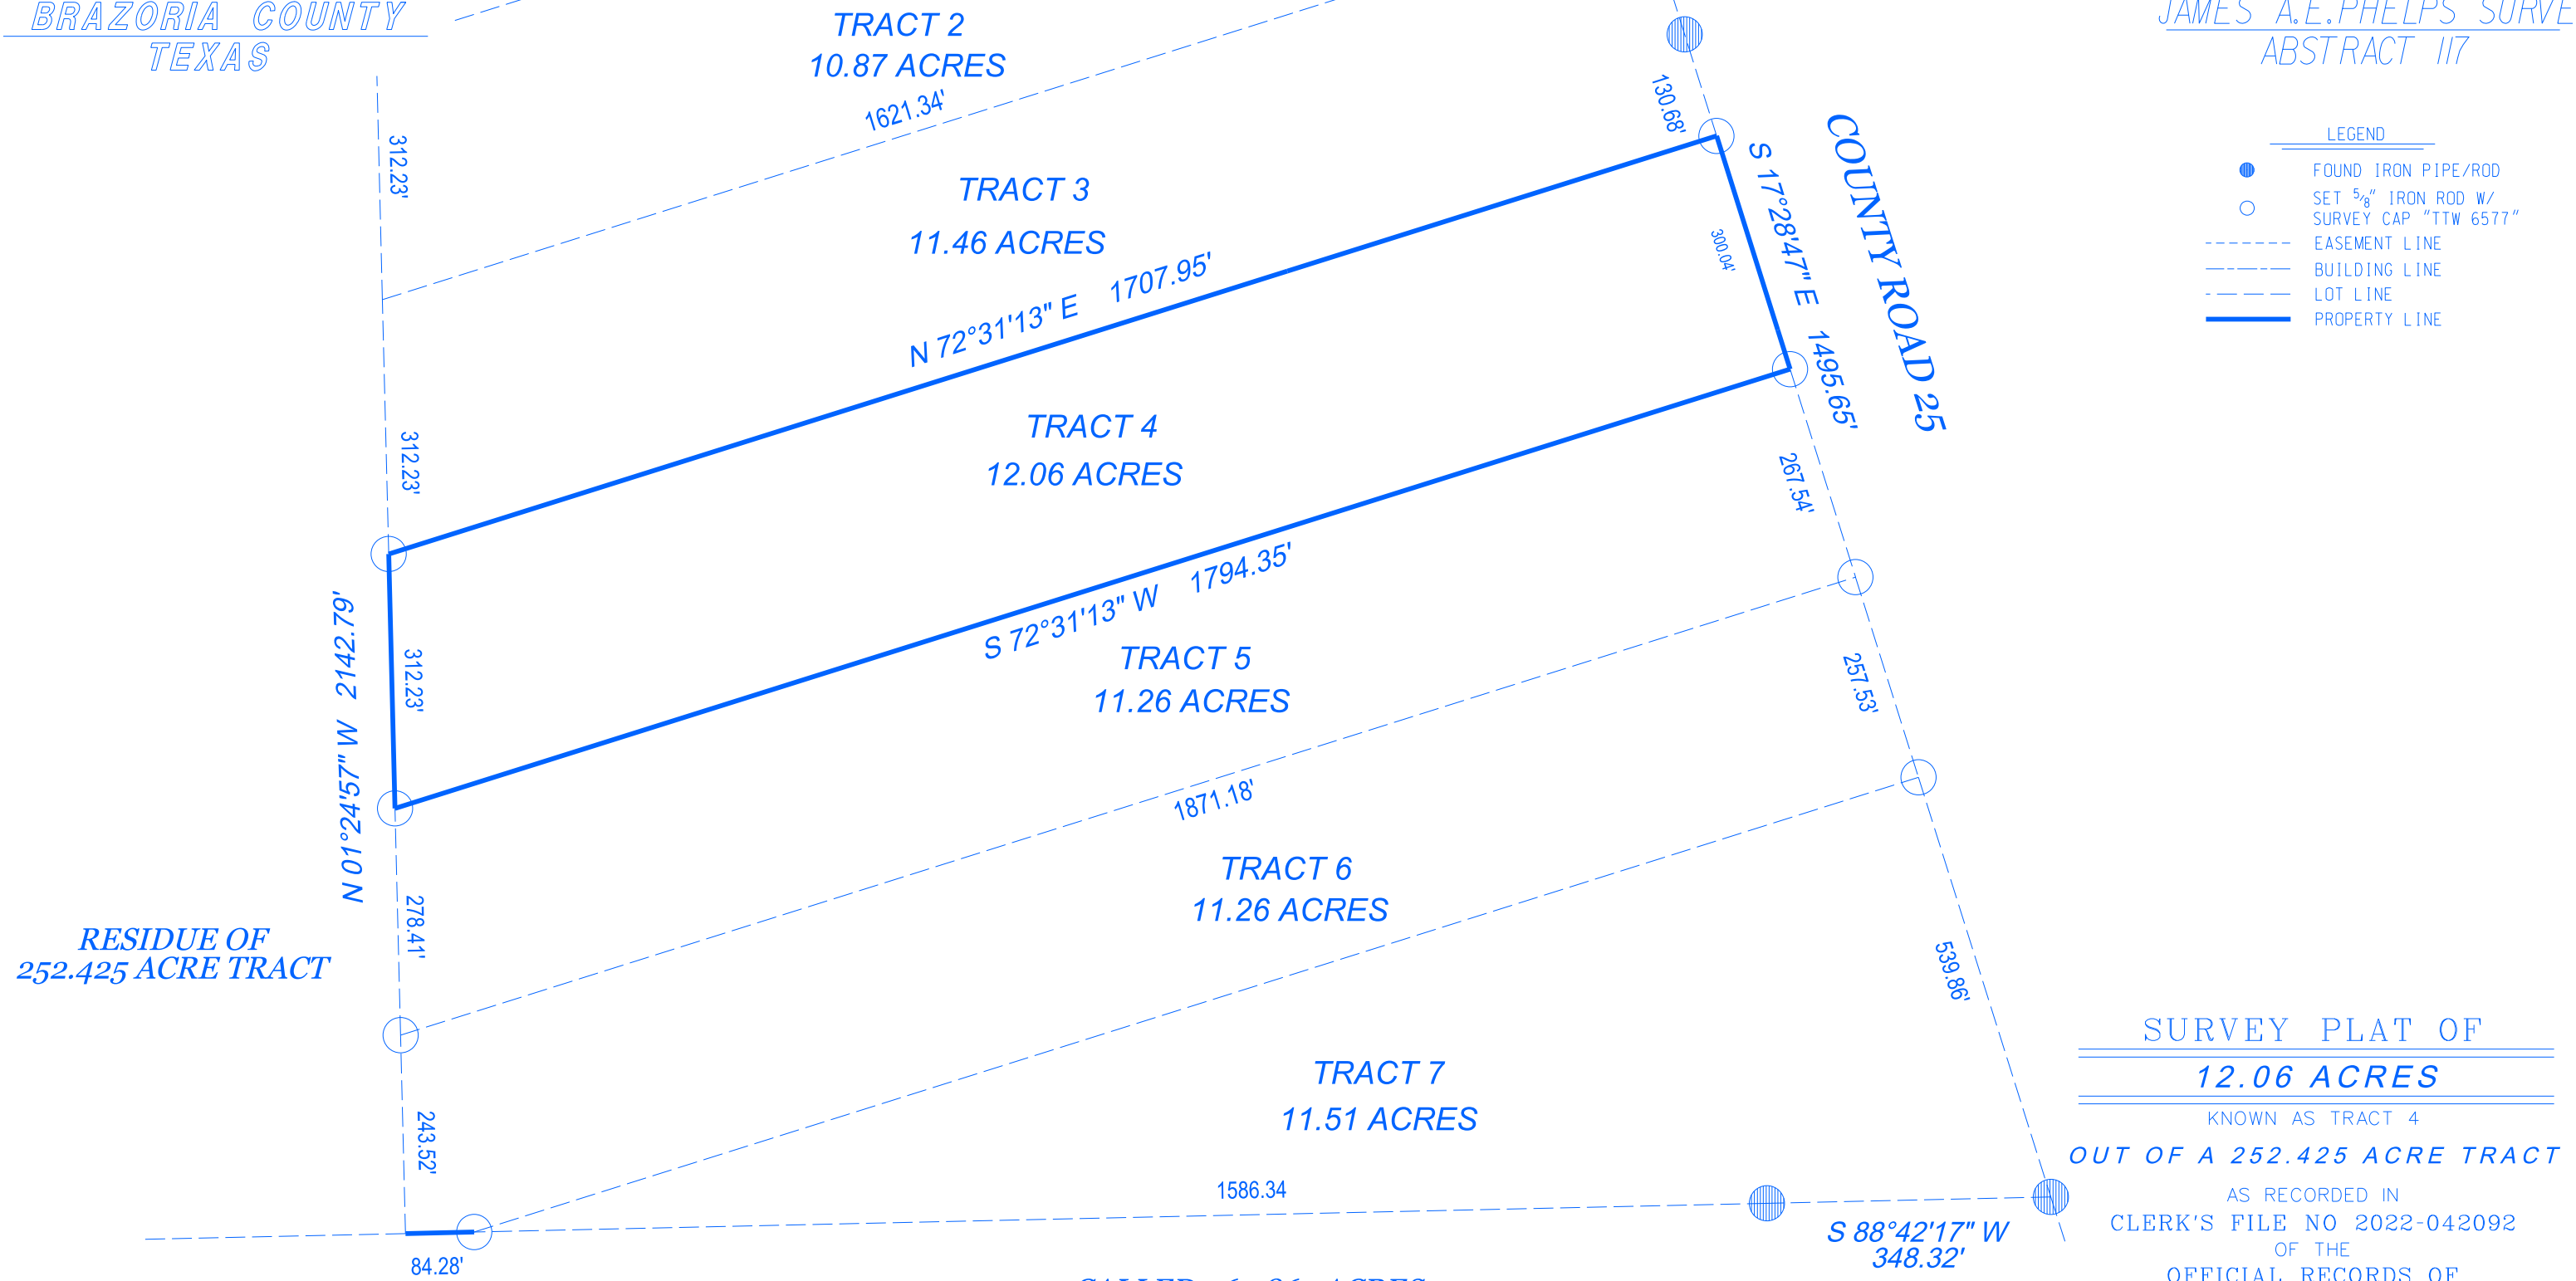 BRAZORIA COUNTY
TEXAS
TRACT 2
10.87 ACRES
1621.34'
JAMES A.E. PHELPS SURVE
ABSTRACT 117
LEGEND
FOUND IRON PIPE/ROD
SET 5/8" IRON ROD W/
SURVEY CAP "TTW 6577"
EASEMENT LINE
BUILDING LINE
LOT LINE
PROPERTY LINE
130.68'
312.23'
TRACT 3
11.46 ACRES
N 72°31'13" E 1707.95'
S 17°28'47" E 1495.65'
300.04'
COUNTY ROAD 25
312.23'
TRACT 4
12.06 ACRES
267.54'
S 72°31'13" W 1794.35'
N 01°24'57" W 2142.79'
312.23'
TRACT 5
11.26 ACRES
257.53'
1871.18'
278.41'
TRACT 6
11.26 ACRES
RESIDUE OF
252.425 ACRE TRACT
539.86'
TRACT 7
11.51 ACRES
243.52'
1586.34
84.28'
S 88°42'17" W
348.32'
CALLED 61.86 ACRES
SURVEY PLAT OF
12.06 ACRES
KNOWN AS TRACT 4
OUT OF A 252.425 ACRE TRACT
AS RECORDED IN
CLERK'S FILE NO 2022-042092
OF THE
OFFICIAL RECORDS OF